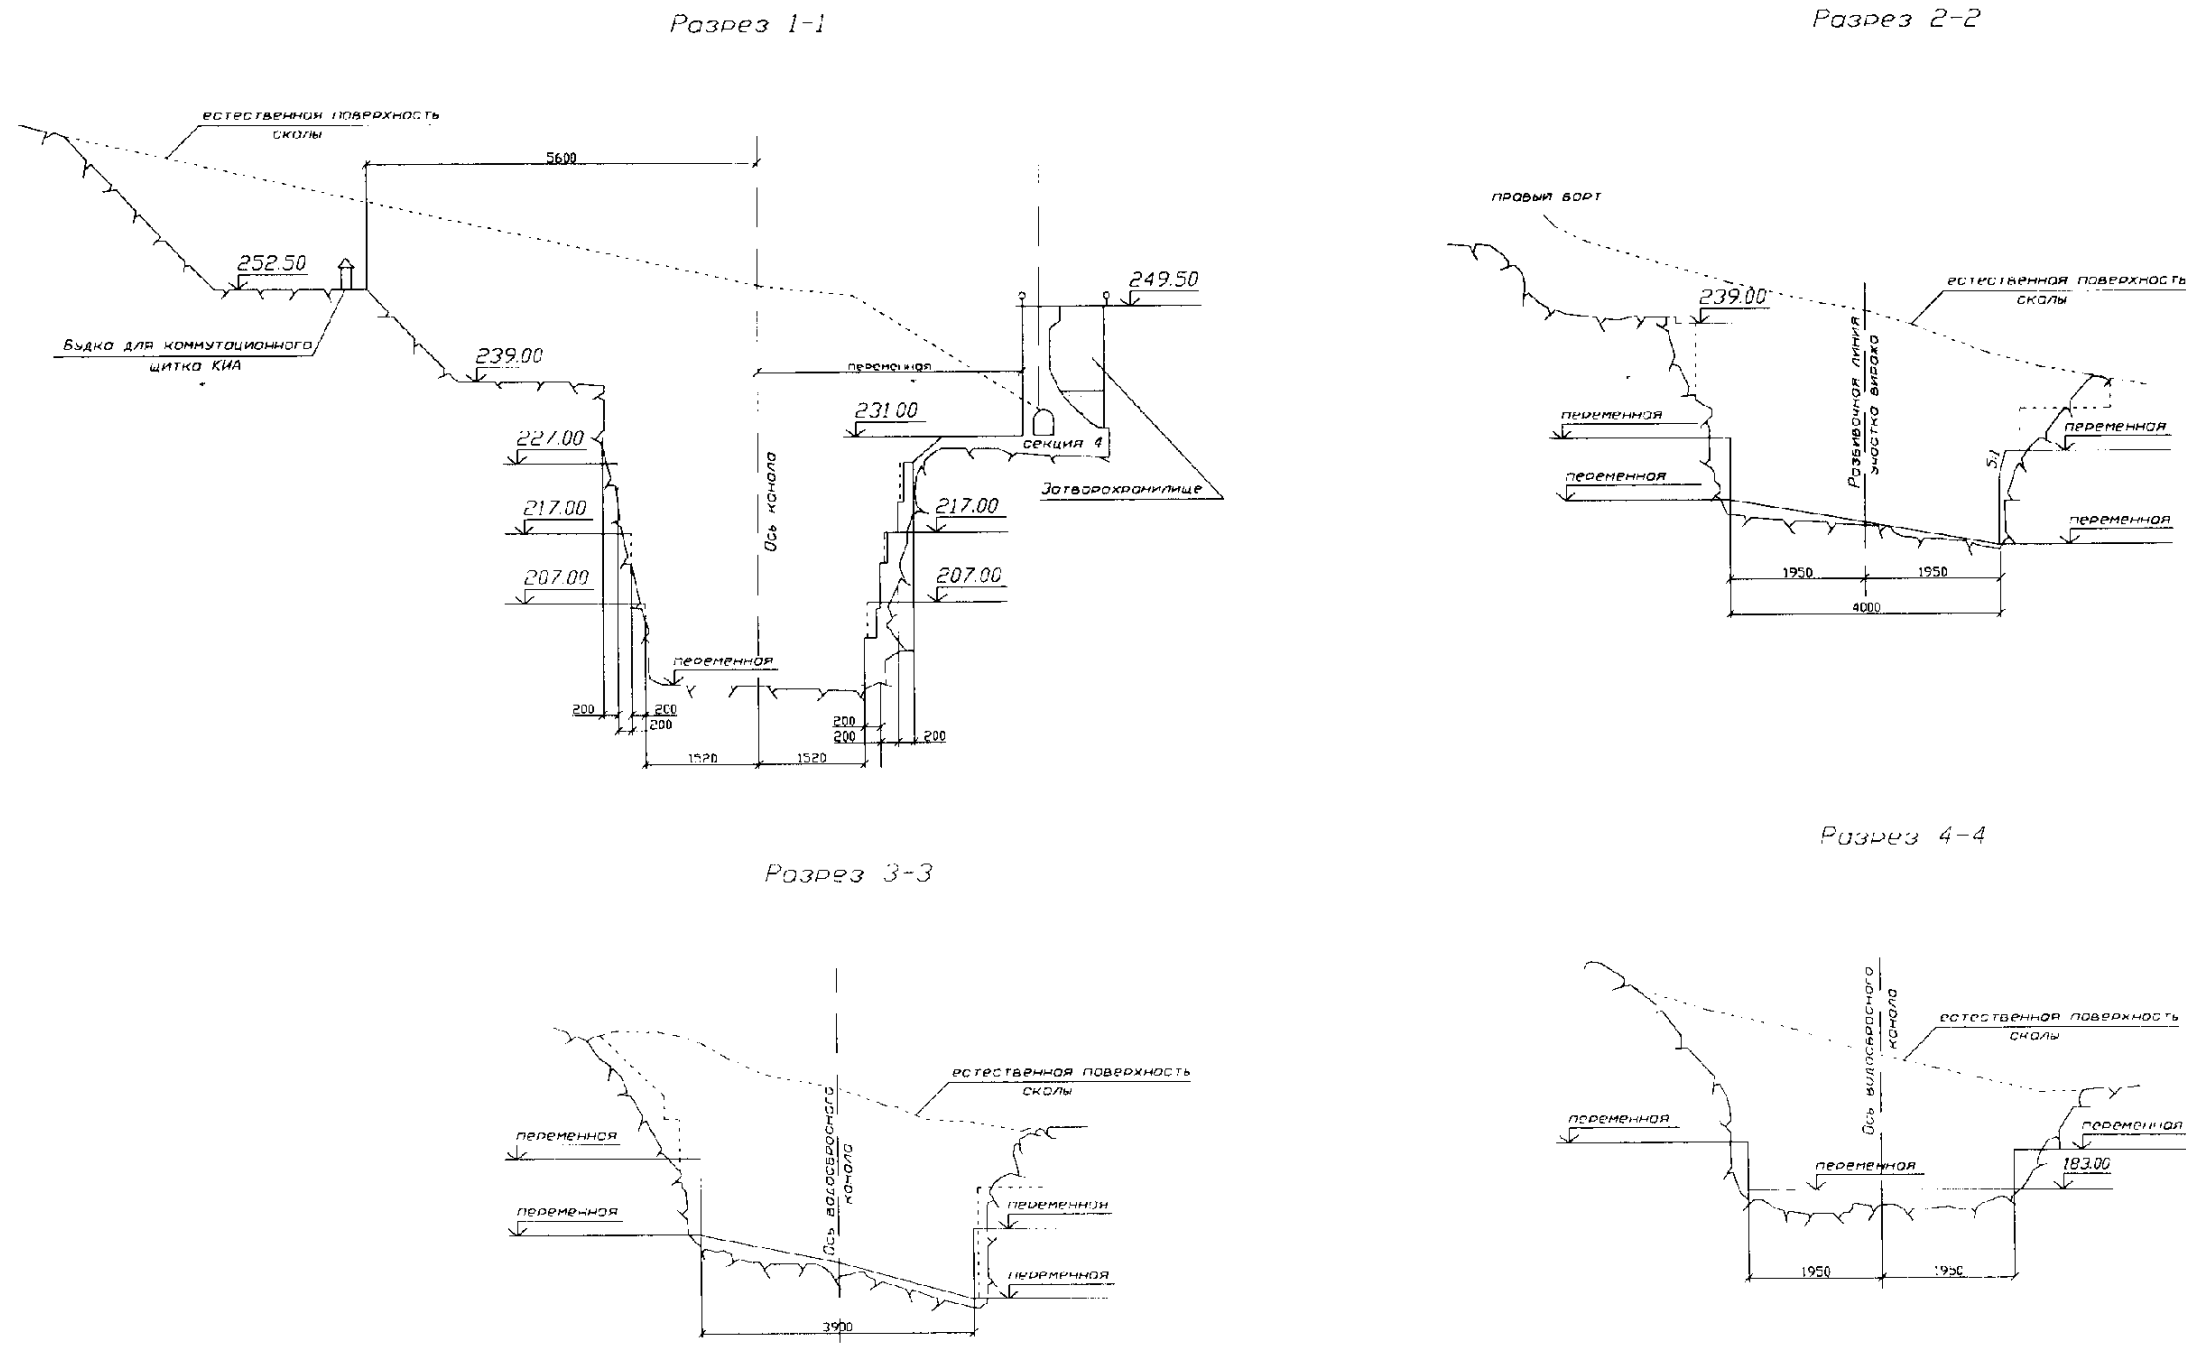 Разрез 1-1
естественная поверхность
скалы
5600
252.50
249.50
Будка для коммутационного
щитка КИА
239.00
переменная
231.00
227.00
секция 4
Затворохранилище
217.00
217.00
Ось канала
207.00
207.00
переменная
200
200
200
200
200
200
1520
1520
Разрез 2-2
правый борт
естественная поверхность
скалы
239.00
Разбивочная линия
участка виража
переменная
переменная
5:1
переменная
переменная
1950
1950
4000
Разрез 3-3
естественная поверхность
скалы
Ось водосбросного
канала
переменная
переменная
переменная
переменная
3900
Разрез 4-4
Ось водосбросного
канала
естественная поверхность
скалы
переменная
переменная
переменная
183.00
1950
1950